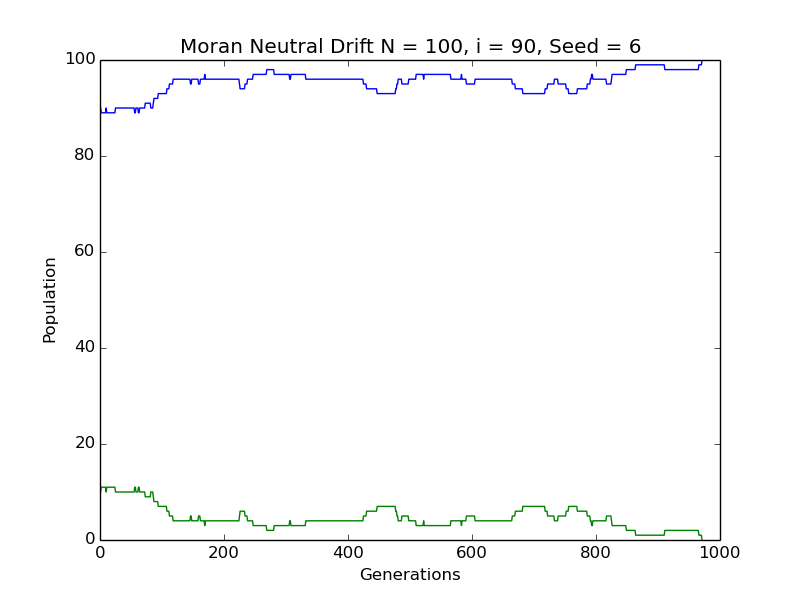 Moran Neutral Drift N = 100, i = 90, Seed = 6
100
80
60
40
20
0
Population
0 200 400 600 800 1000
Generations